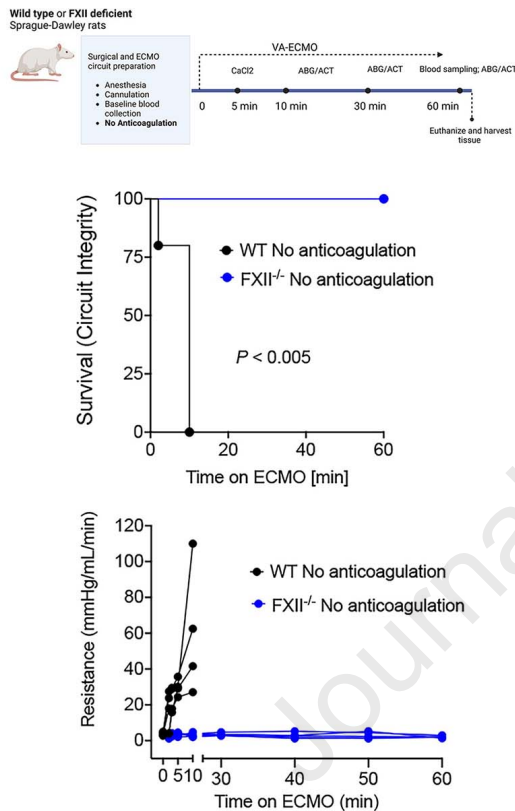 Wild type or FXII deficient
Sprague-Dawley rats
Surgical and ECMO
circuit preparation
• Anesthesia
• Cannulation
• Baseline blood
collection
• No Anticoagulation
VA-ECMO
CaCl2 ABG/ACT ABG/ACT Blood sampling; ABG/ACT
0 5 min 10 min 30 min 60 min
Euthanize and harvest
tissue
Survival (Circuit Integrity)
100
75
50
25
0
WT No anticoagulation
FXII-/- No anticoagulation
P < 0.005
0 20 40 60
Time on ECMO [min]
Resistance (mmHg/mL/min)
120
100
80
60
40
20
0
WT No anticoagulation
FXII-/- No anticoagulation
0 5 10 30 40 50 60
Time on ECMO (min)
Journal